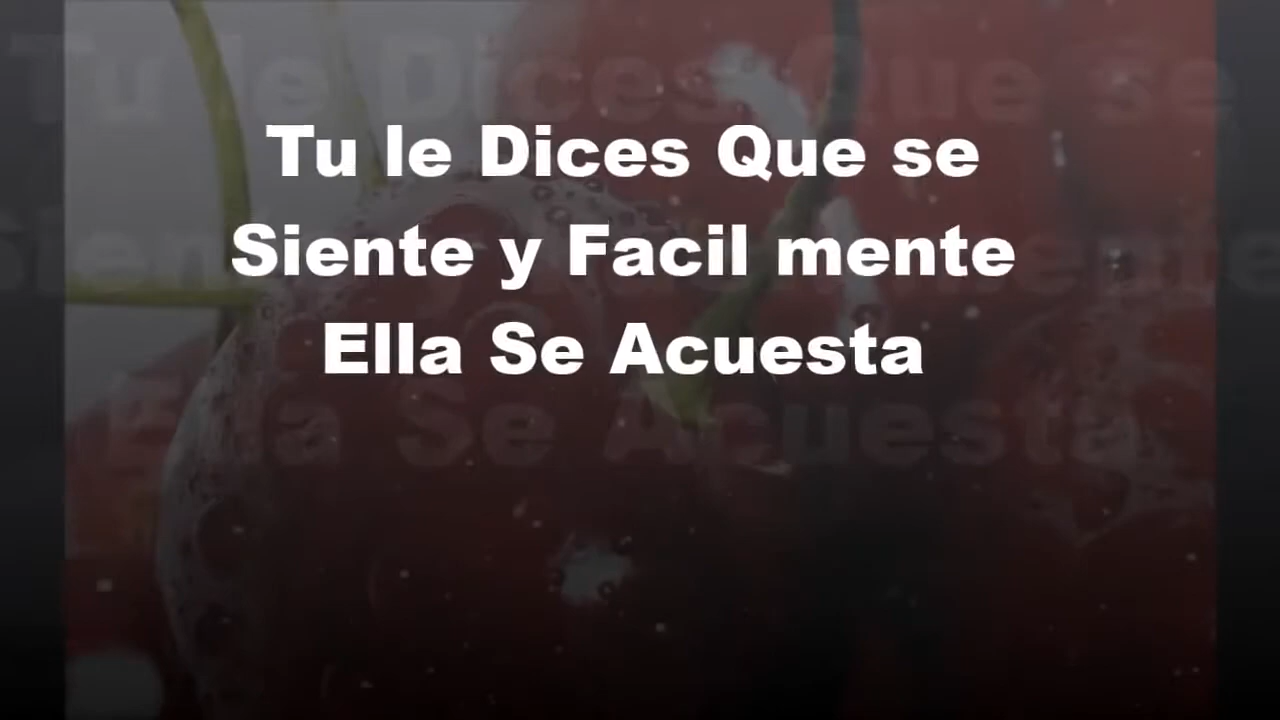 Tu le Dices Que se
Siente y Facil mente
Ella Se Acuesta